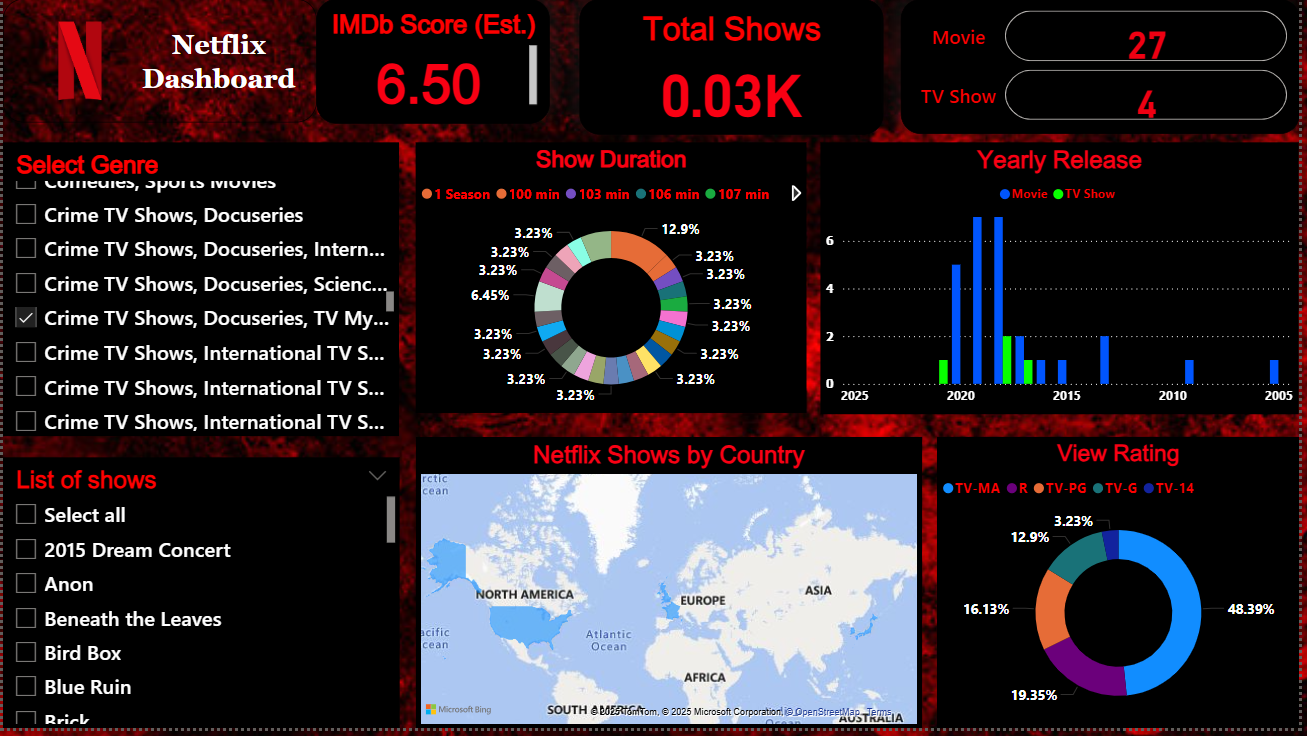 N
Netflix
Dashboard
IMDb Score (Est.)
6.50
Total Shows
0.03K
Movie
27
TV Show
4
Select Genre
Comedies, Sports Movies
Crime TV Shows, Docuseries
Crime TV Shows, Docuseries, Intern...
Crime TV Shows, Docuseries, Scienc...
Crime TV Shows, Docuseries, TV My...
Crime TV Shows, International TV S...
Crime TV Shows, International TV S...
Crime TV Shows, International TV S...
List of shows
Select all
2015 Dream Concert
Anon
Beneath the Leaves
Bird Box
Blue Ruin
Brick
Show Duration
1 Season 100 min 103 min 106 min 107 min
12.9%
3.23%
3.23%
3.23%
3.23%
3.23%
3.23%
3.23%
3.23%
3.23%
3.23%
6.45%
3.23%
3.23%
3.23%
Yearly Release
Movie TV Show
6
4
2
0
2025 2020 2015 2010 2005
Netflix Shows by Country
rctic
cean
NORTH AMERICA
EUROPE
ASIA
acific
cean
Atlantic
Ocean
AFRICA
SOUTH AMERICA
AUSTRALIA
Microsoft Bing
© 2025 TomTom, © 2025 Microsoft Corporation, © OpenStreetMap Terms
View Rating
TV-MA R TV-PG TV-G TV-14
3.23%
12.9%
16.13%
48.39%
19.35%